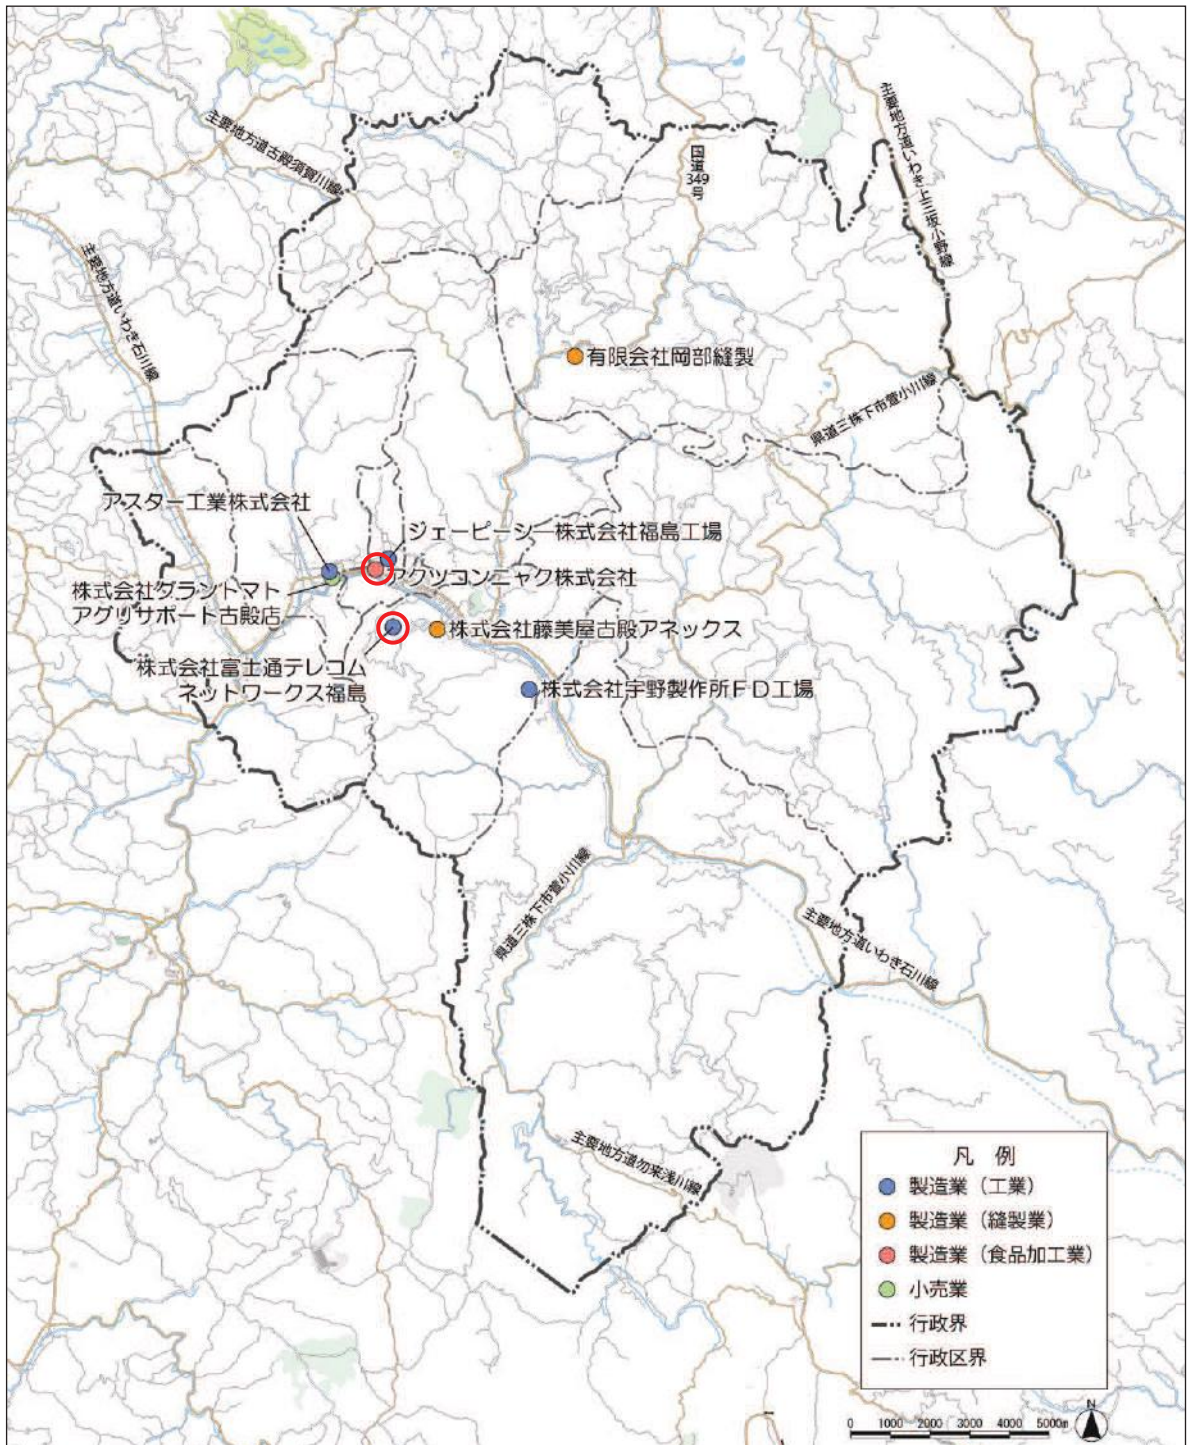 主要地方道古殿須賀川線
国道349号
主要地方道いわき上三坂小野線
主要地方道いわき石川線
有限会社岡部縫製
県道三株下市萱小川線
アスター工業株式会社
ジェーピーシー株式会社福島工場
アクツコンニャク株式会社
株式会社グラントマト
アグリサポート古殿店
株式会社藤美屋古殿アネックス
株式会社富士通テレコム
ネットワークス福島
株式会社宇野製作所FD工場
県道三株下市萱小川線
主要地方道いわき石川線
主要地方道勿来浅川線
凡 例
製造業（工業）
製造業（縫製業）
製造業（食品加工業）
小売業
行政界
行政区界
0 1000 2000 3000 4000 5000m
N